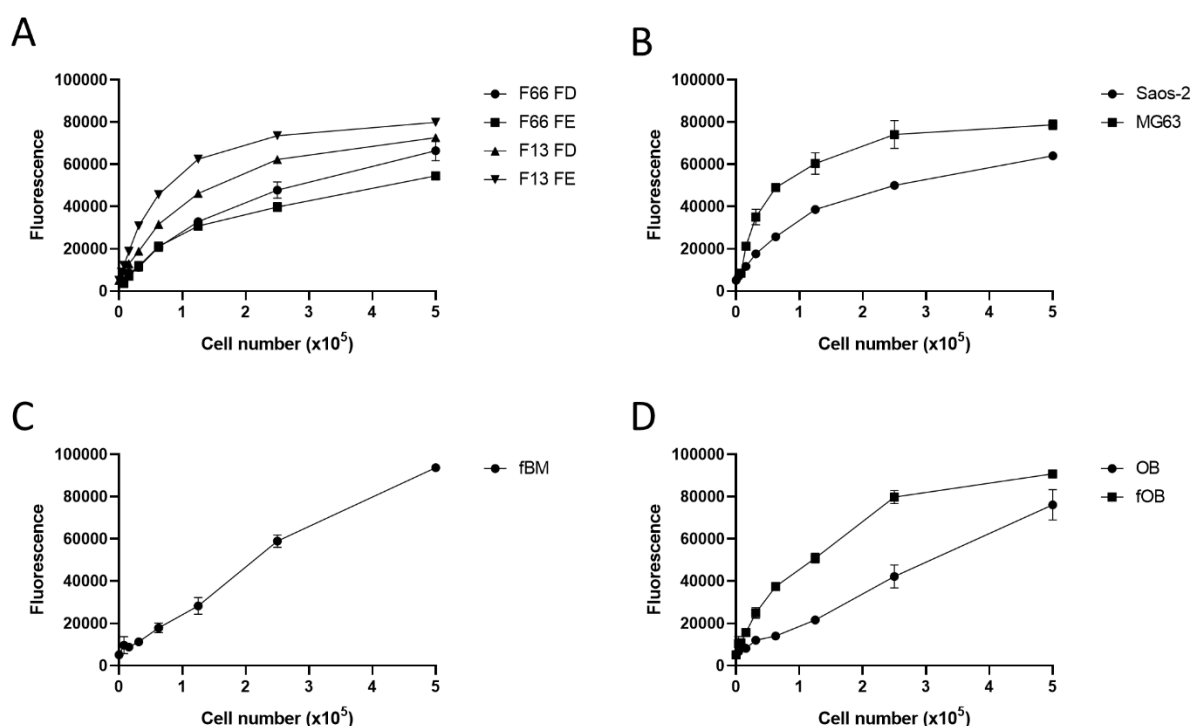 A
Fluorescence
100000
80000
60000
40000
20000
0
0 1 2 3 4 5
Cell number (x10⁵)
F66 FD
F66 FE
F13 FD
F13 FE
B
Fluorescence
100000
80000
60000
40000
20000
0
0 1 2 3 4 5
Cell number (x10⁵)
Saos-2
MG63
C
Fluorescence
100000
80000
60000
40000
20000
0
0 1 2 3 4 5
Cell number (x10⁵)
fBM
D
Fluorescence
100000
80000
60000
40000
20000
0
0 1 2 3 4 5
Cell number (x10⁵)
OB
fOB